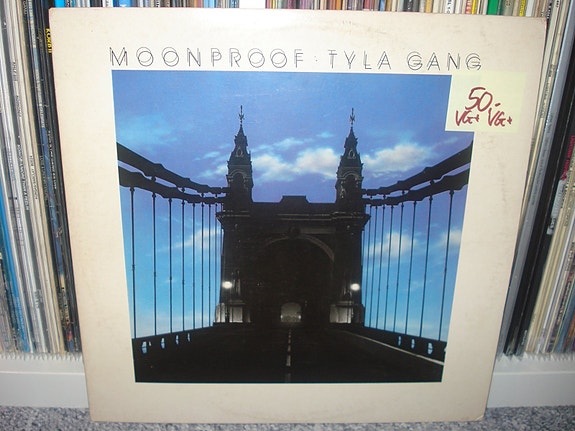 MOONPROOF · TYLA GANG
50,-
VG+ VG+